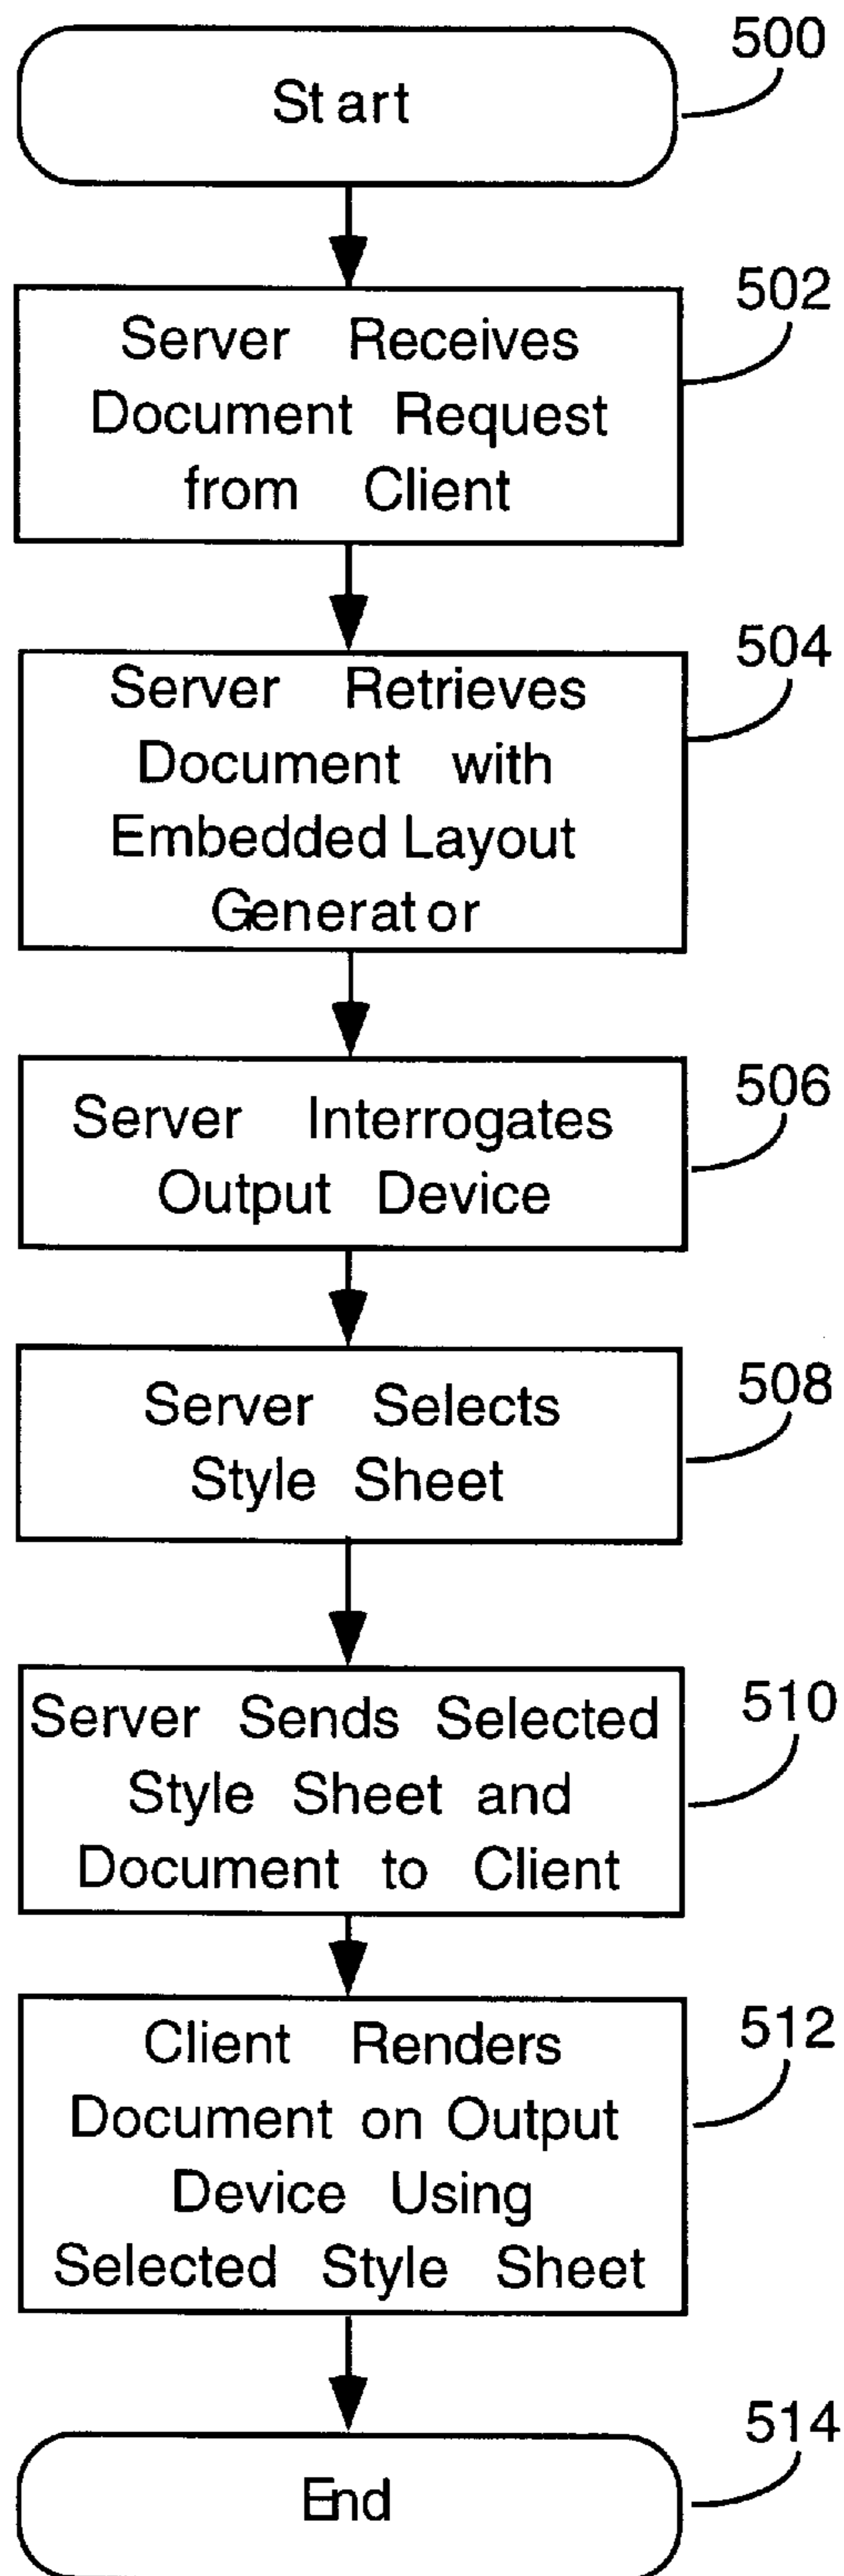 500
Start
502
Server Receives
Document Request
from Client
504
Server Retrieves
Document with
Embedded Layout
Generator
506
Server Interrogates
Output Device
508
Server Selects
Style Sheet
510
Server Sends Selected
Style Sheet and
Document to Client
512
Client Renders
Document on Output
Device Using
Selected Style Sheet
514
End